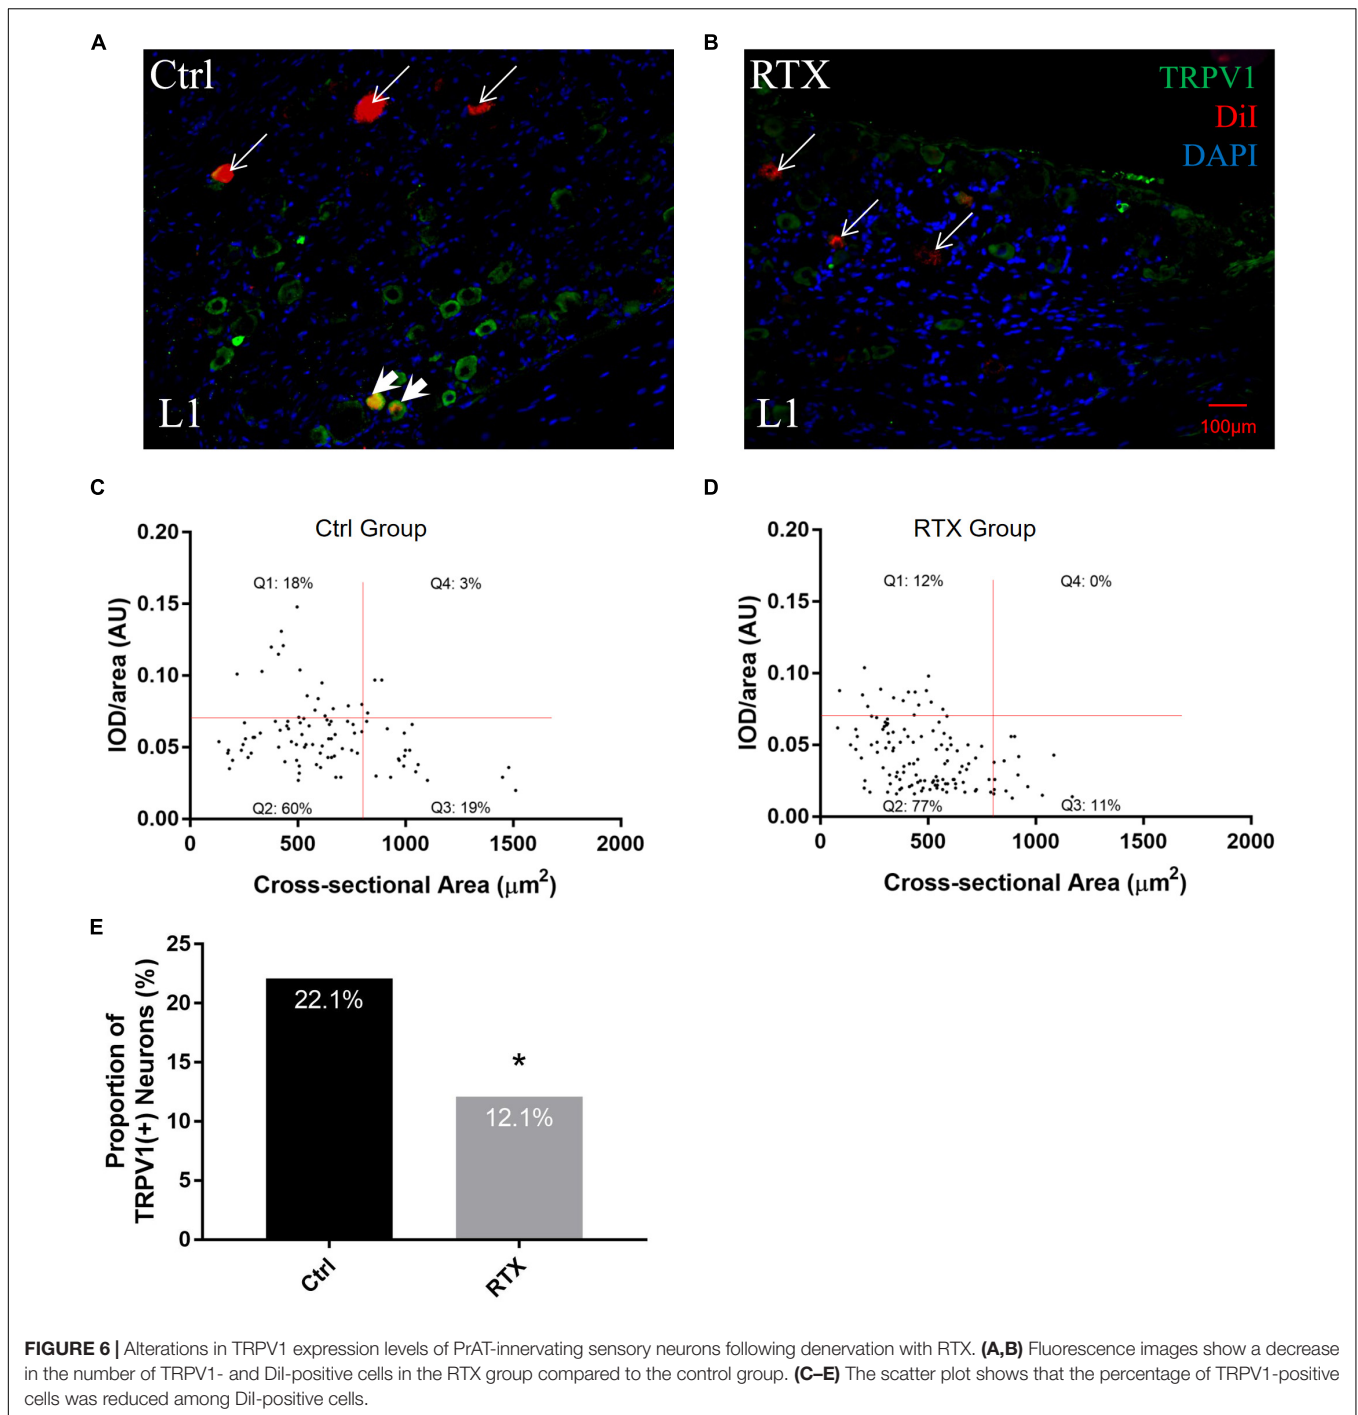 A
B
Ctrl
L1
RTX
TRPV1
DiI
DAPI
L1
100μm
C
Ctrl Group
0.20
0.15
0.10
0.05
0.00
IOD/area (AU)
Q1: 18%
Q4: 3%
Q2: 60%
Q3: 19%
0
500
1000
1500
2000
Cross-sectional Area (μm²)
D
RTX Group
0.20
0.15
0.10
0.05
0.00
IOD/area (AU)
Q1: 12%
Q4: 0%
Q2: 77%
Q3: 11%
0
500
1000
1500
2000
Cross-sectional Area (μm²)
E
25
20
15
10
5
0
Proportion of
TRPV1(+) Neurons (%)
22.1%
*
12.1%
Ctrl
RTX
FIGURE 6 | Alterations in TRPV1 expression levels of PrAT-innervating sensory neurons following denervation with RTX. (A,B) Fluorescence images show a decrease
in the number of TRPV1- and DiI-positive cells in the RTX group compared to the control group. (C–E) The scatter plot shows that the percentage of TRPV1-positive
cells was reduced among DiI-positive cells.